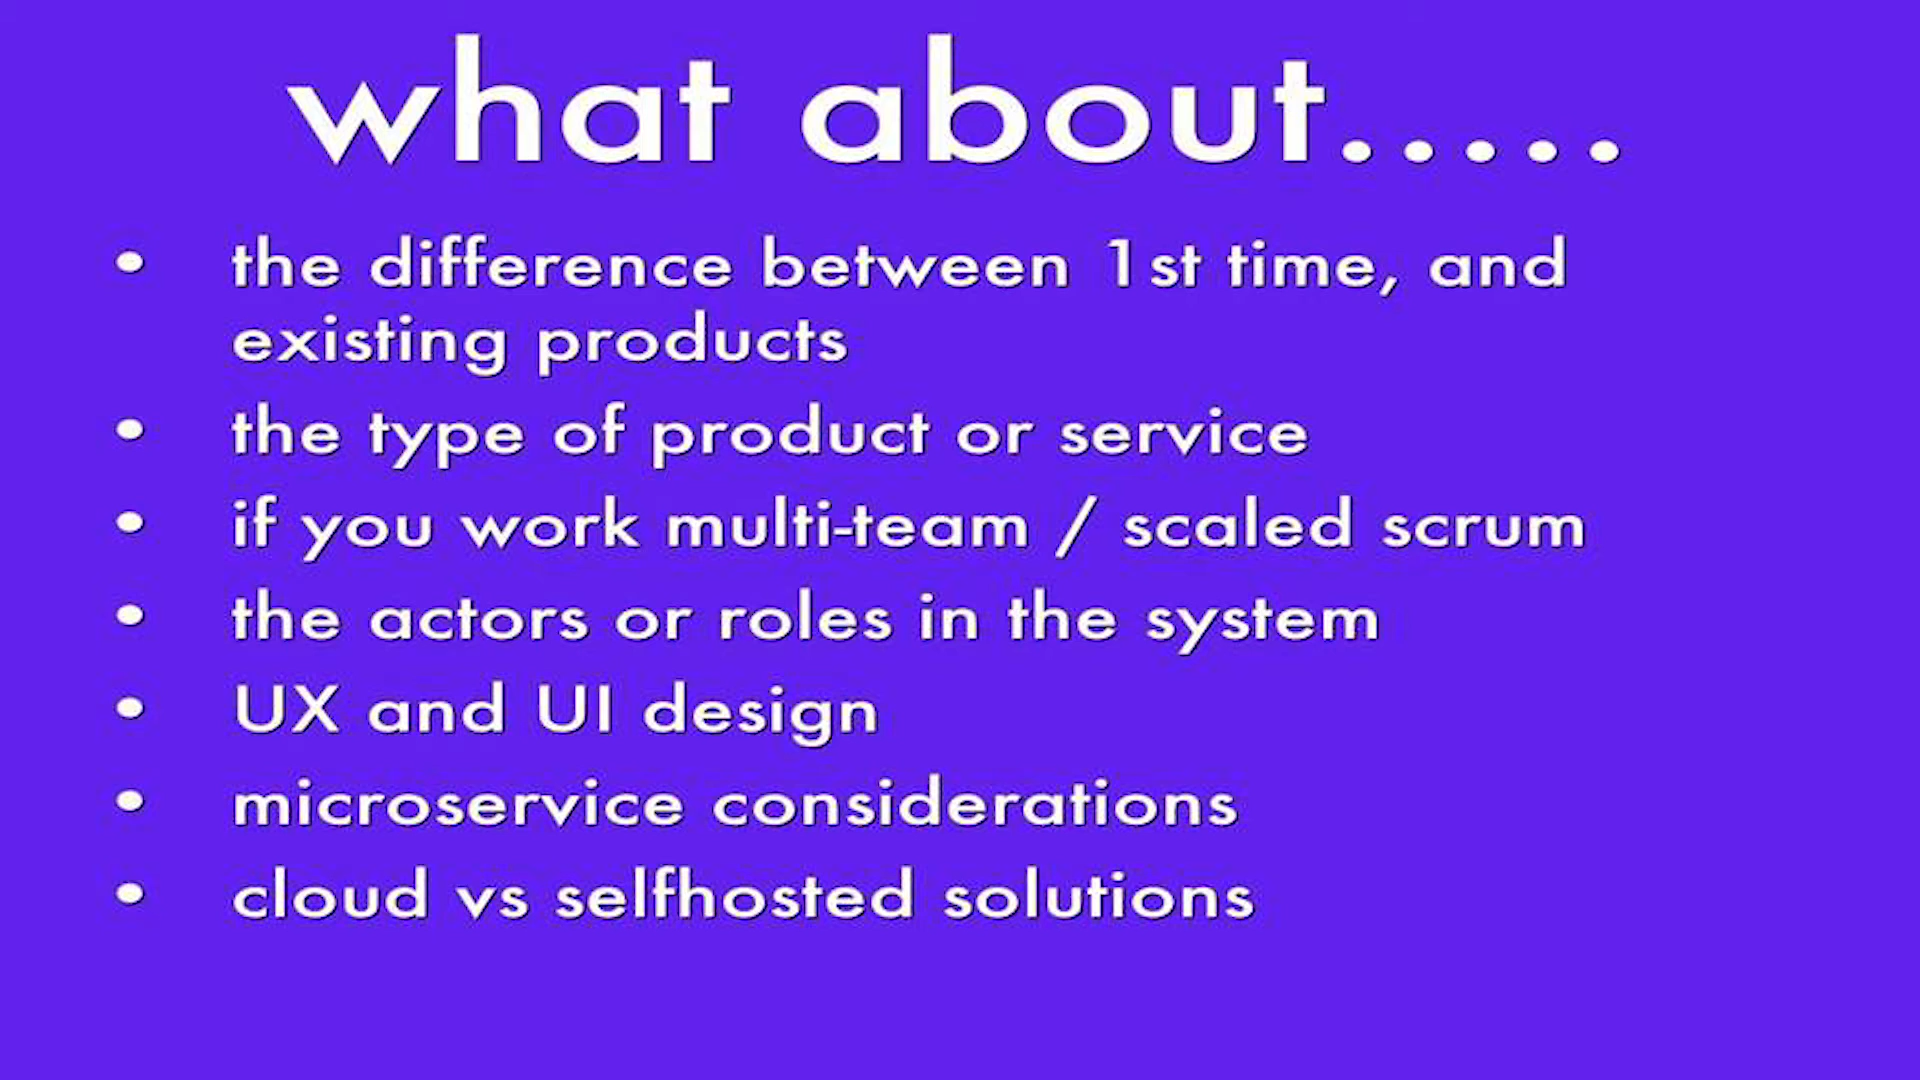 what about.....
• the difference between 1st time, and
existing products
• the type of product or service
• if you work multi-team / scaled scrum
• the actors or roles in the system
• UX and UI design
• microservice considerations
• cloud vs selfhosted solutions